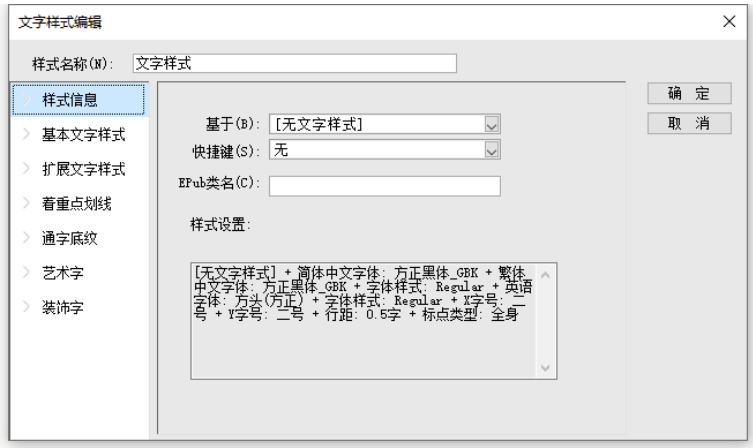 文字样式编辑
样式名称(N): 文字样式
样式信息
基本文字样式
扩展文字样式
着重点划线
通字底纹
艺术字
装饰字
基于(B): [无文字样式]
快捷键(S): 无
EPub类名(C):
样式设置:
[无文字样式] + 简体中文字体: 方正黑体_GBK + 繁体
中文字体: 方正黑体_GBK + 字体样式: Regular + 英语
字体: 方头(方正) + 字体样式: Regular + X字号: 二
号 + Y字号: 二号 + 行距: 0.5字 + 标点类型: 全身
确 定
取 消